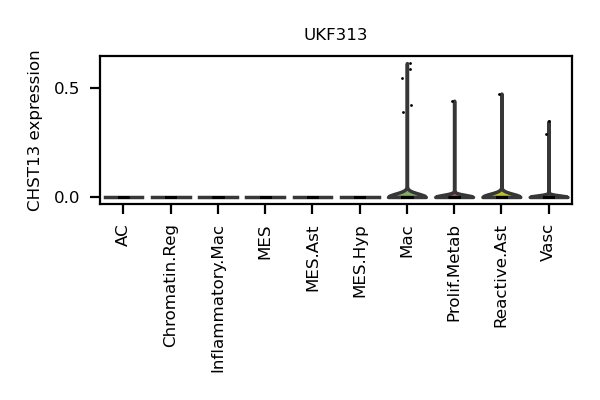 UKF313
CHST13 expression
0.5
0.0
AC
Chromatin.Reg
Inflammatory.Mac
MES
MES.Ast
MES.Hyp
Mac
Prolif.Metab
Reactive.Ast
Vasc